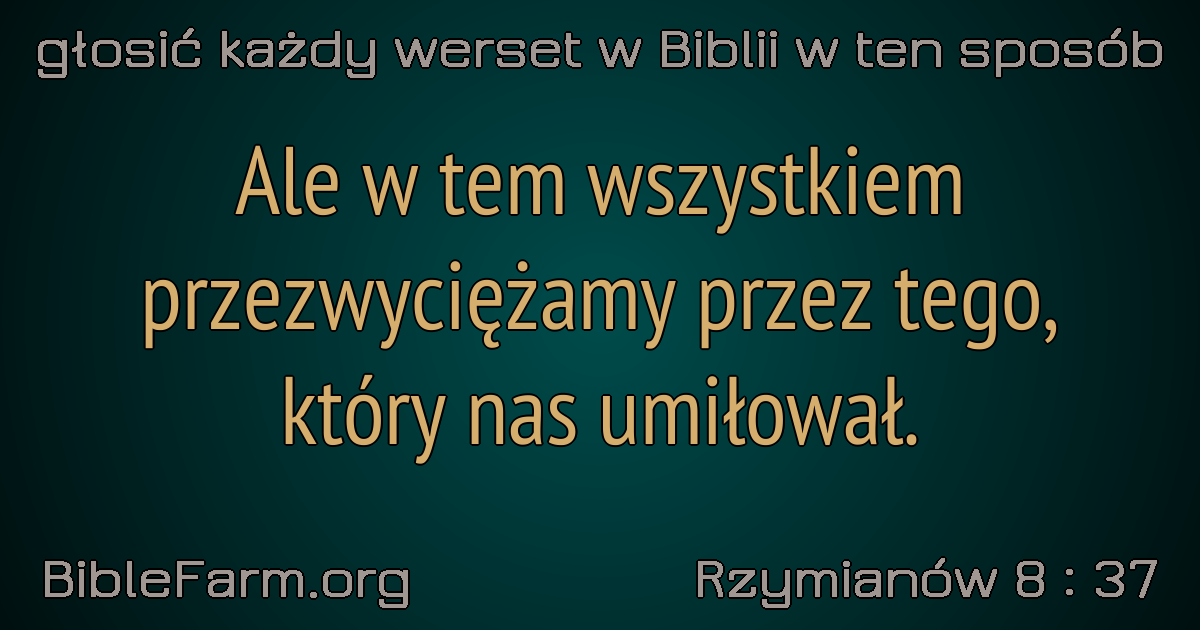 głosić każdy werset w Biblii w ten sposób
Ale w tem wszystkiem
przezwyciężamy przez tego,
który nas umiłował.
BibleFarm.org
Rzymianów 8 : 37